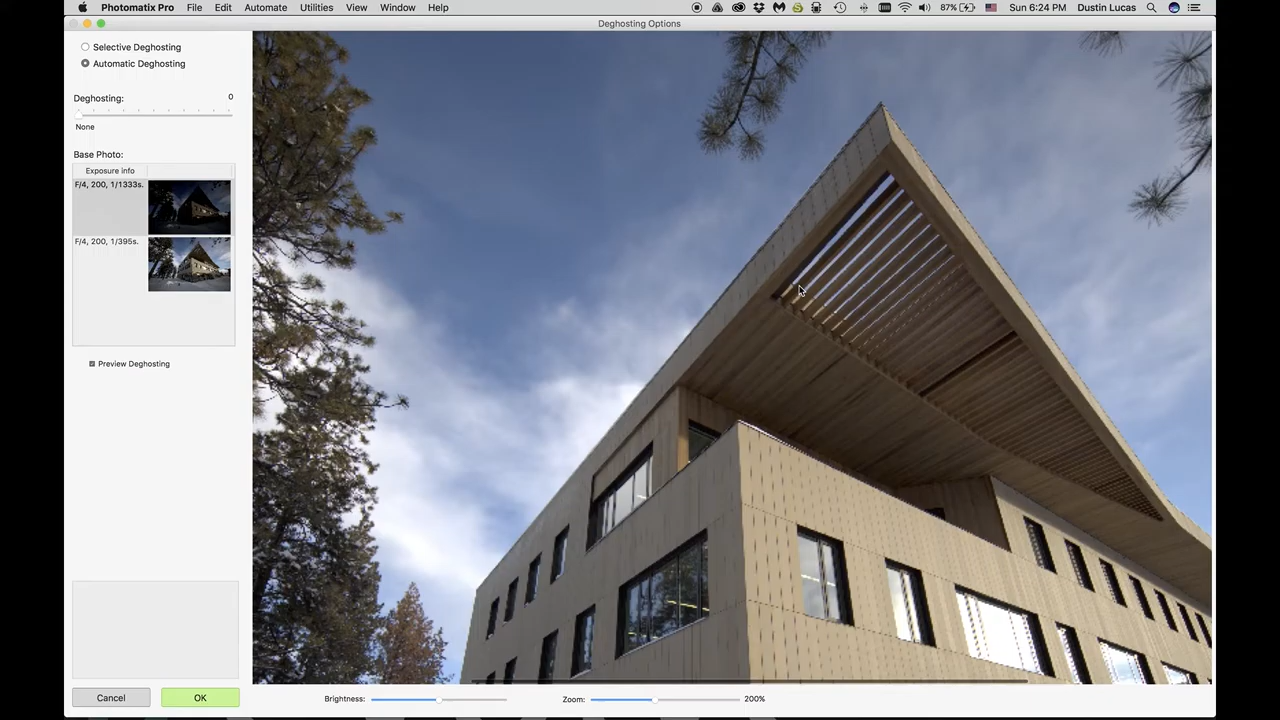 Photomatix Pro File Edit Automate Utilities View Window Help 87% Sun 6:24 PM Dustin Lucas
Deghosting Options
Selective Deghosting
Automatic Deghosting
Deghosting: 0
None
Base Photo:
Exposure info
F/4, 200, 1/1333s.
F/4, 200, 1/395s.
Preview Deghosting
Cancel OK
Brightness: Zoom: 200%